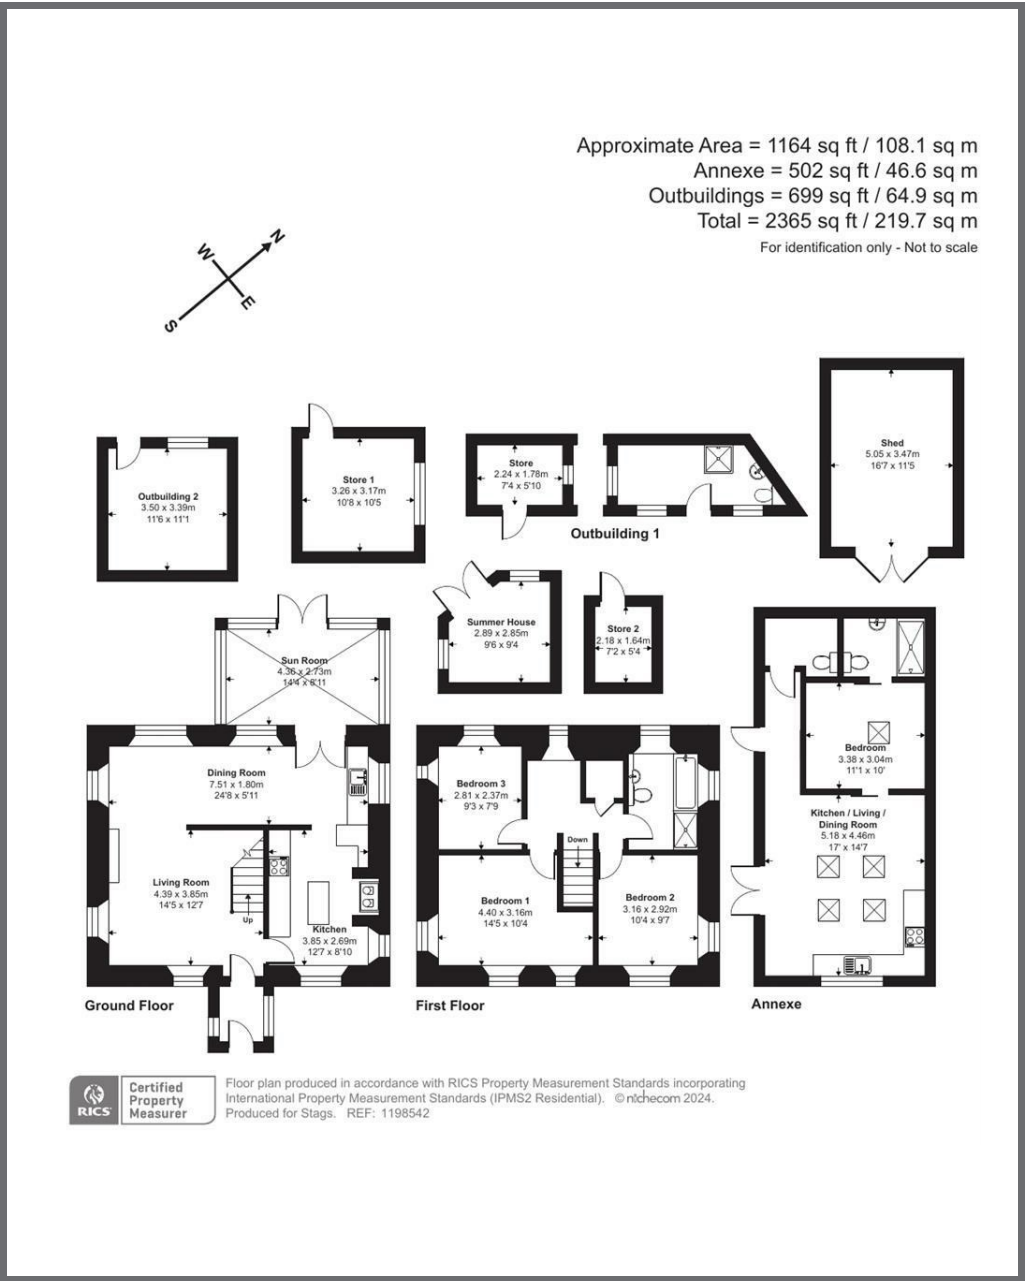 Approximate Area = 1164 sq ft / 108.1 sq m
Annexe = 502 sq ft / 46.6 sq m
Outbuildings = 699 sq ft / 64.9 sq m
Total = 2365 sq ft / 219.7 sq m
For identification only - Not to scale
N
W
E
S
Shed
5.05 x 3.47m
16'7 x 11'5
Outbuilding 2
3.50 x 3.39m
11'6 x 11'1
Store 1
3.26 x 3.17m
10'8 x 10'5
Store
2.24 x 1.78m
7'4 x 5'10
Outbuilding 1
Summer House
2.89 x 2.85m
9'6 x 9'4
Store 2
2.18 x 1.64m
7'2 x 5'4
Sun Room
4.36 x 2.73m
14'4 x 8'11
Dining Room
7.51 x 1.80m
24'8 x 5'11
Living Room
4.39 x 3.85m
14'5 x 12'7
Up
Kitchen
3.85 x 2.69m
12'7 x 8'10
Ground Floor
Bedroom 3
2.81 x 2.37m
9'3 x 7'9
Down
Bedroom 1
4.40 x 3.16m
14'5 x 10'4
Bedroom 2
3.16 x 2.92m
10'4 x 9'7
First Floor
Bedroom
3.38 x 3.04m
11'1 x 10'
Kitchen / Living /
Dining Room
5.18 x 4.46m
17' x 14'7
Annexe
RICS
Certified
Property
Measurer
Floor plan produced in accordance with RICS Property Measurement Standards incorporating
International Property Measurement Standards (IPMS2 Residential). © nichecom 2024.
Produced for Stags. REF: 1198542